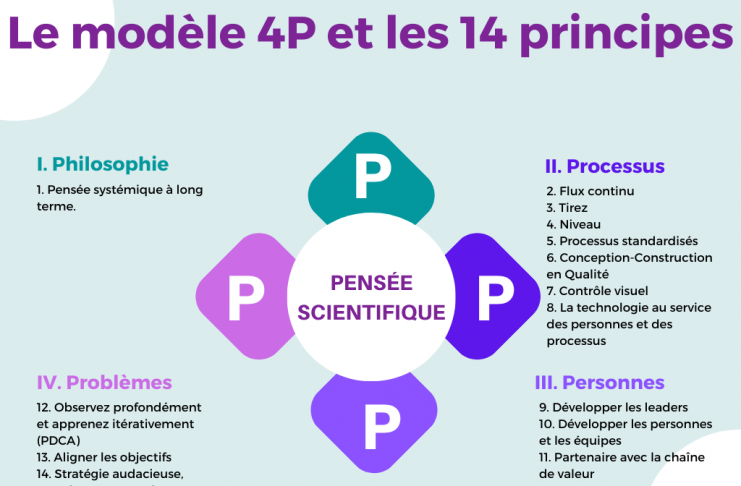 Le modèle 4P et les 14 principes
I. Philosophie
1. Pensée systémique à long
terme.
P
II. Processus
2. Flux continu
3. Tirez
4. Niveau
5. Processus standardisés
6. Conception-Construction
en Qualité
7. Contrôle visuel
8. La technologie au service
des personnes et des
processus
P
PENSÉE
SCIENTIFIQUE
P
IV. Problèmes
12. Observez profondément
et apprenez itérativement
(PDCA)
13. Aligner les objectifs
14. Stratégie audacieuse,
P
III. Personnes
9. Développer les leaders
10. Développer les personnes
et les équipes
11. Partenaire avec la chaîne
de valeur